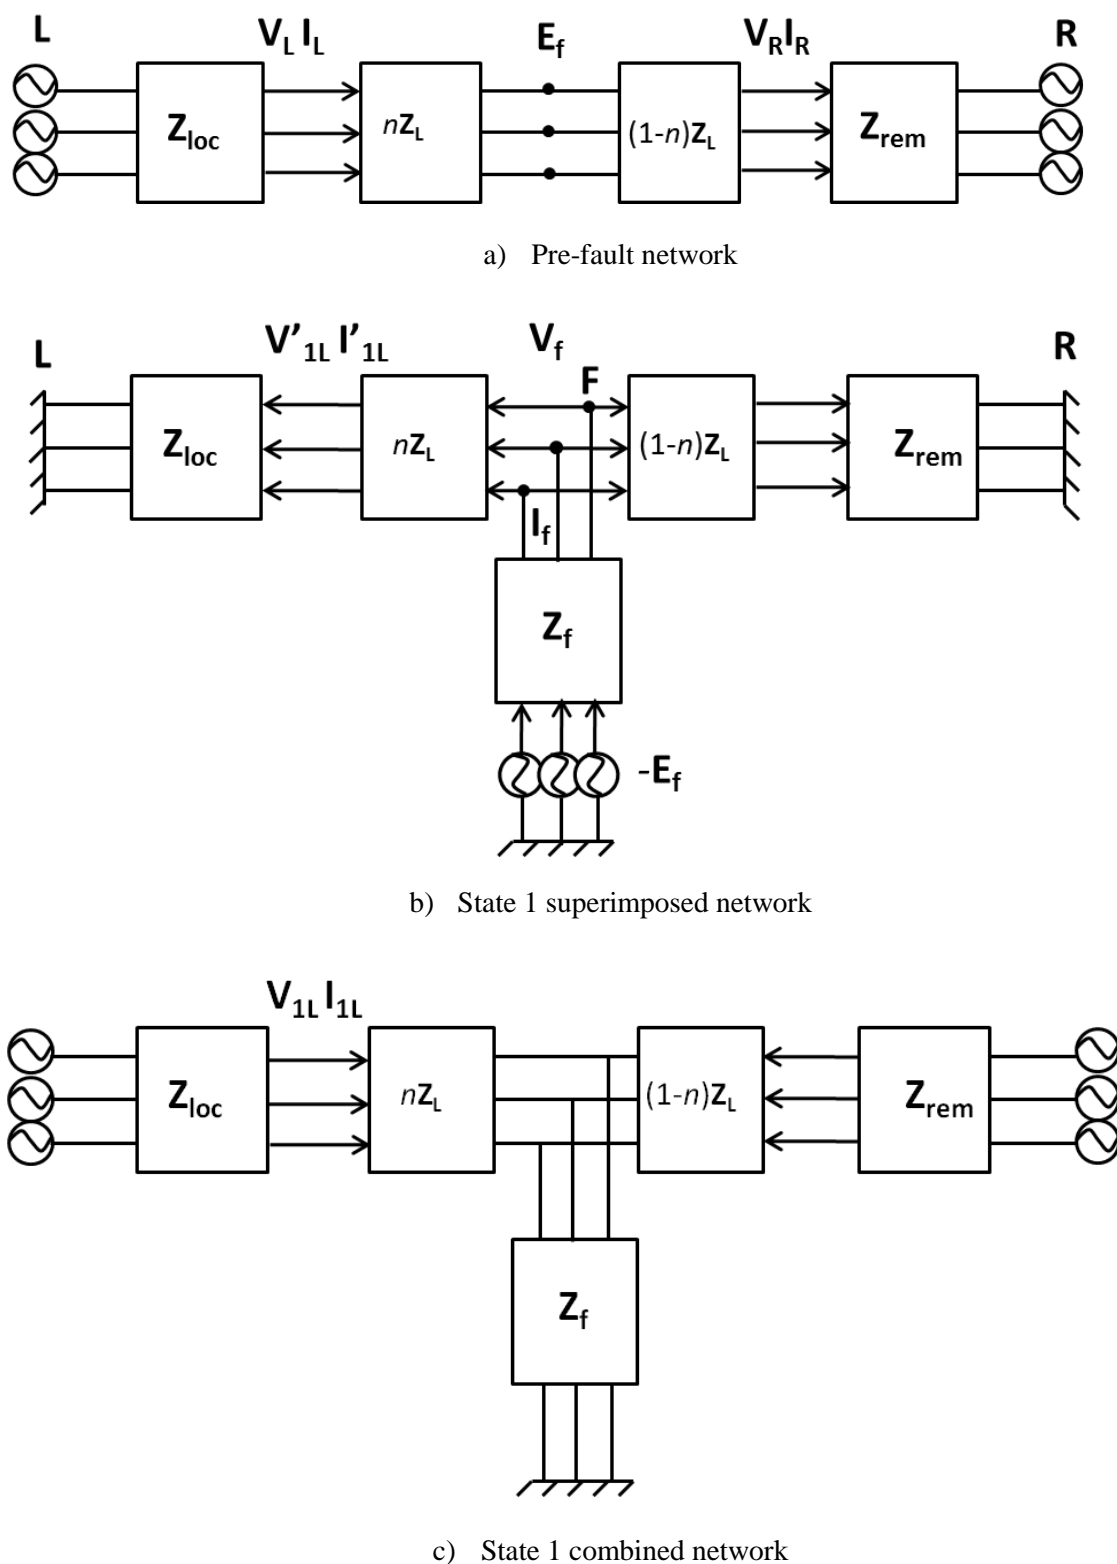 L V_L I_L E_f V_R I_R R
Z_loc nZ_L (1-n)Z_L Z_rem
a) Pre-fault network
L V'_1L I'_1L V_f R
F
Z_loc nZ_L (1-n)Z_L Z_rem
I_f
Z_f
-E_f
b) State 1 superimposed network
V_1L I_1L
Z_loc nZ_L (1-n)Z_L Z_rem
Z_f
c) State 1 combined network